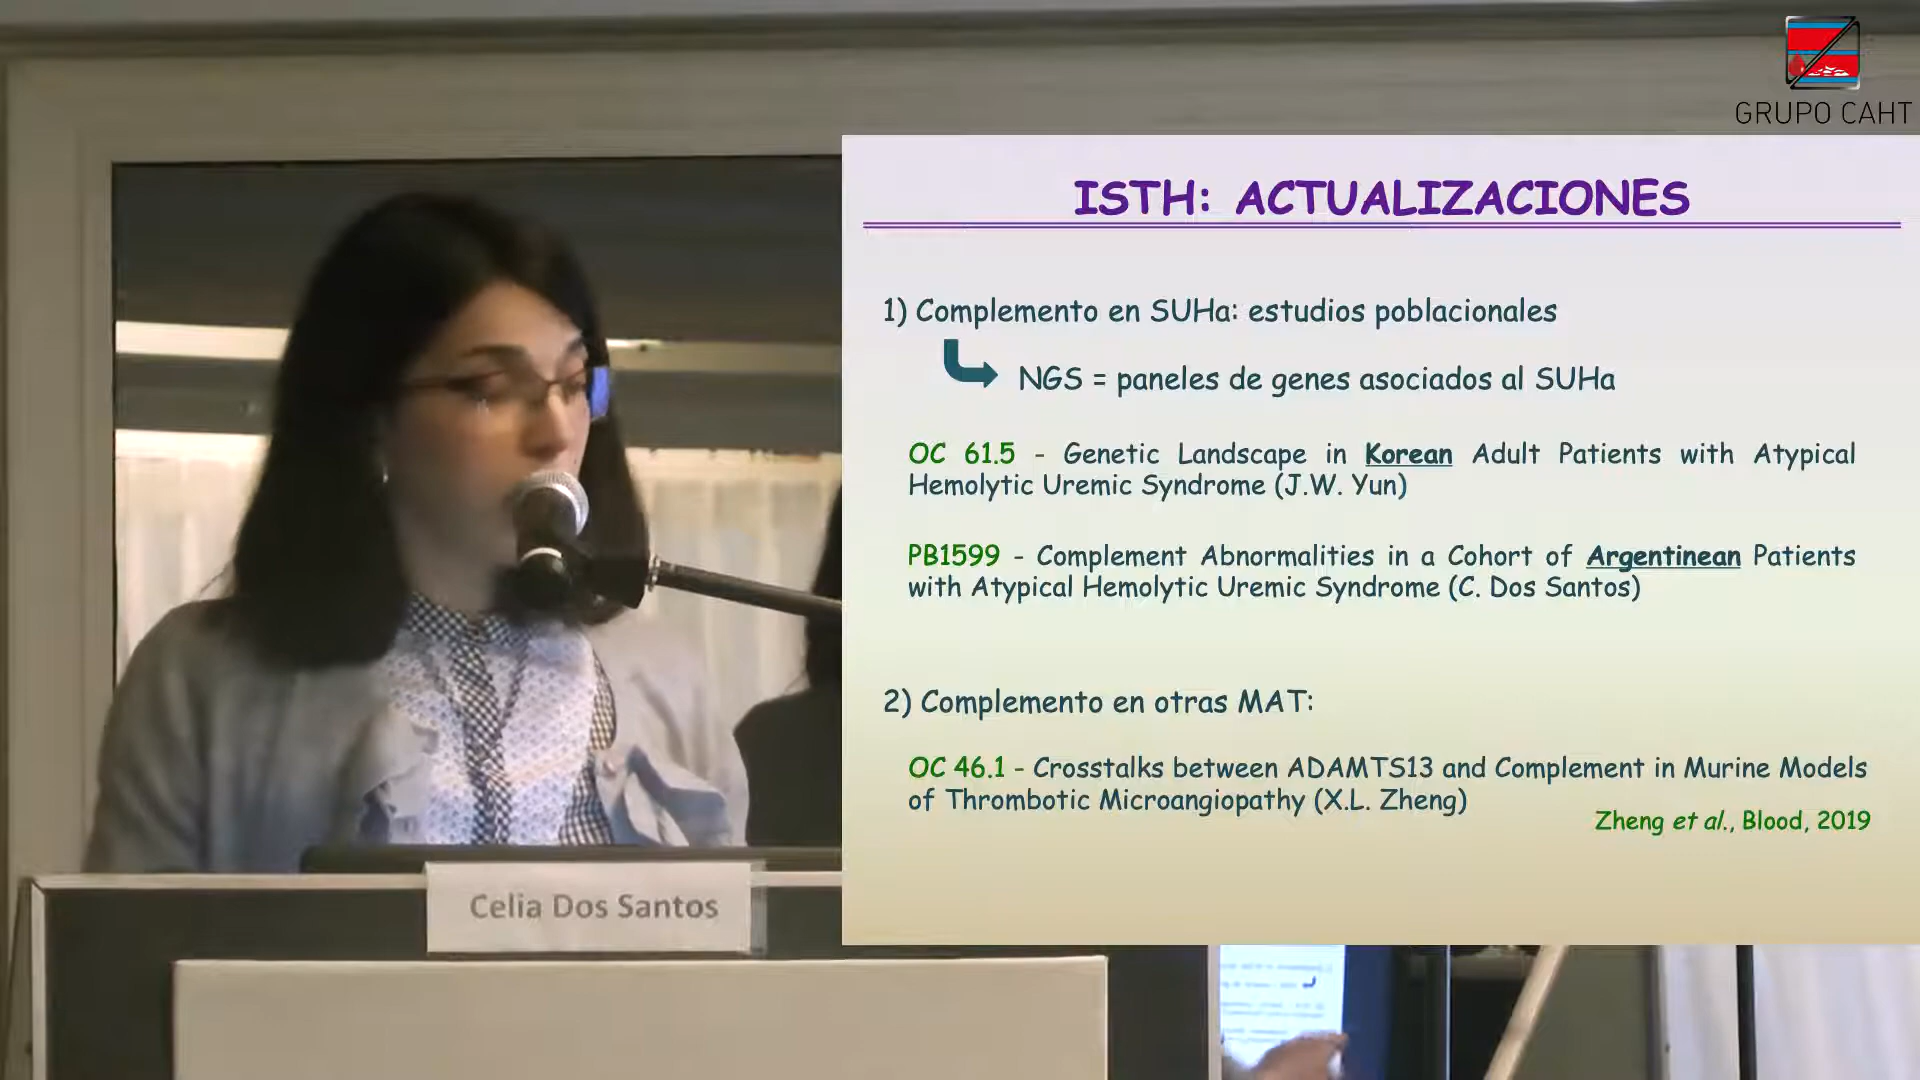 GRUPO CAHT
ISTH: ACTUALIZACIONES
1) Complemento en SUHa: estudios poblacionales
NGS = paneles de genes asociados al SUHa
OC 61.5 - Genetic Landscape in Korean Adult Patients with Atypical
Hemolytic Uremic Syndrome (J.W. Yun)
PB1599 - Complement Abnormalities in a Cohort of Argentinean Patients
with Atypical Hemolytic Uremic Syndrome (C. Dos Santos)
2) Complemento en otras MAT:
OC 46.1 - Crosstalks between ADAMTS13 and Complement in Murine Models
of Thrombotic Microangiopathy (X.L. Zheng)
Zheng et al., Blood, 2019
Celia Dos Santos